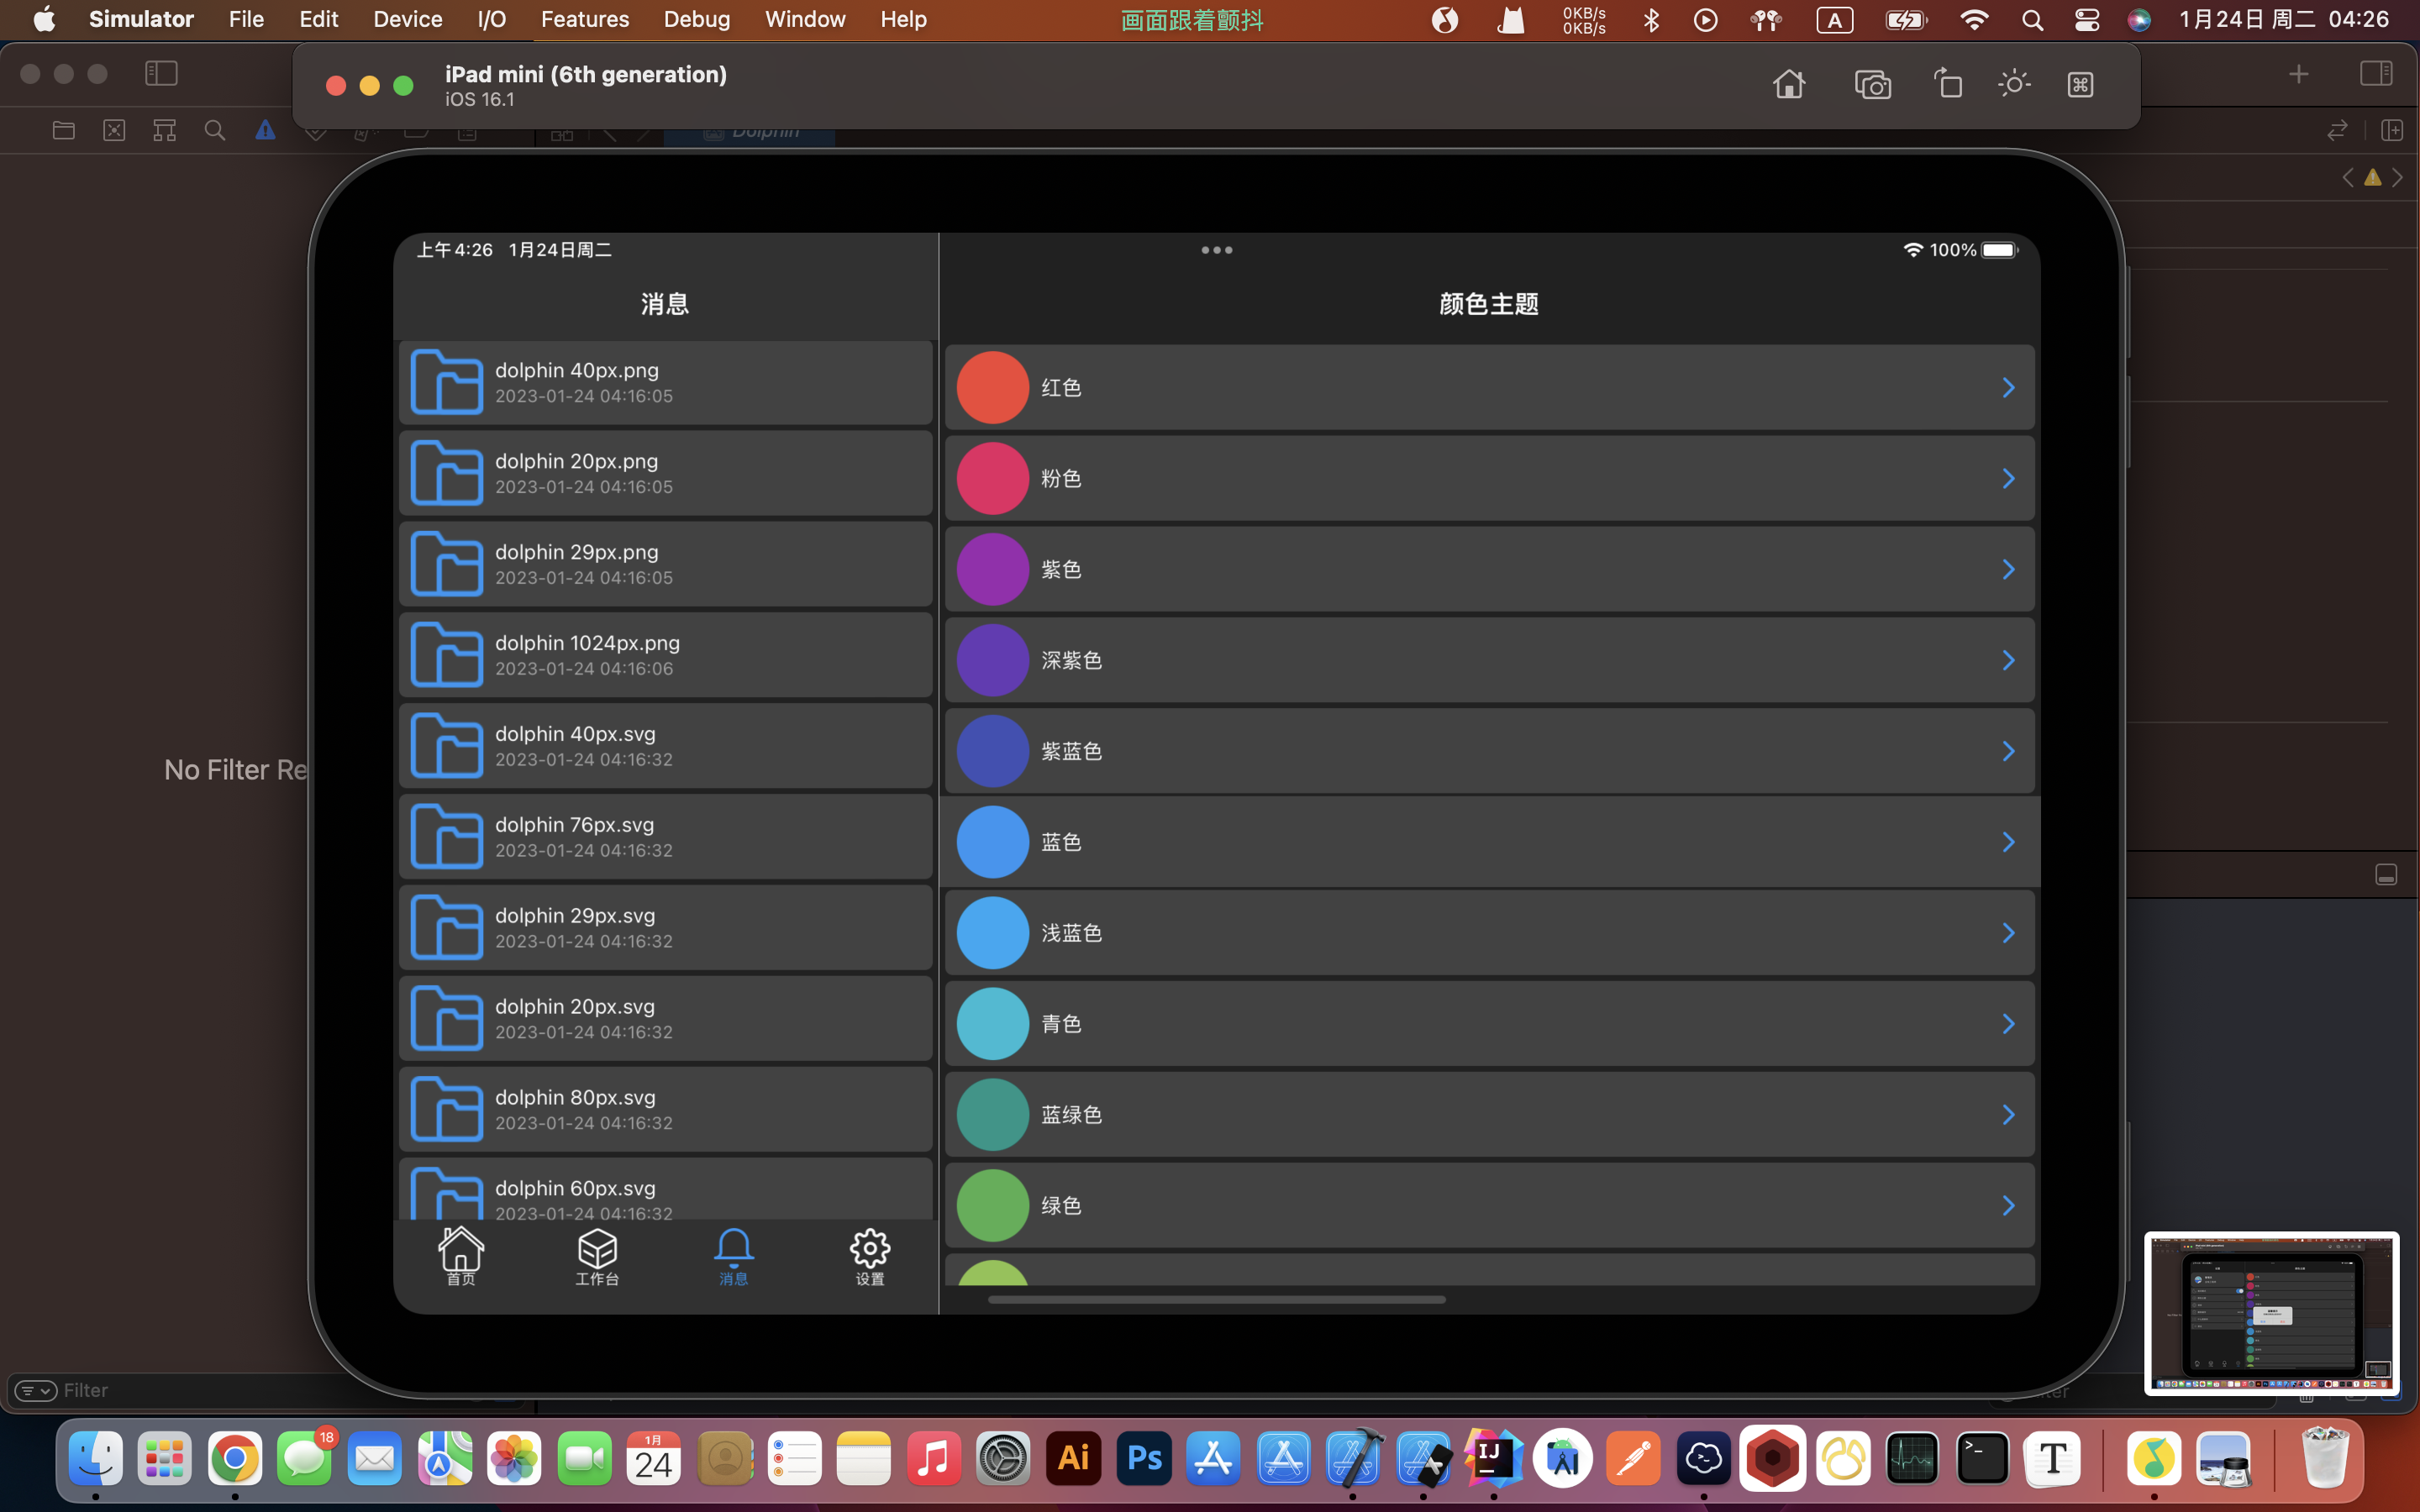 Simulator File Edit Device I/O Features Debug Window Help 画面跟着颤抖 0KB/s 0KB/s A 1月24日 周二 04:26
iPad mini (6th generation)
iOS 16.1
Dolphin
上午4:26 1月24日周二
100%
消息
dolphin 40px.png
2023-01-24 04:16:05
dolphin 20px.png
2023-01-24 04:16:05
dolphin 29px.png
2023-01-24 04:16:05
dolphin 1024px.png
2023-01-24 04:16:06
dolphin 40px.svg
2023-01-24 04:16:32
dolphin 76px.svg
2023-01-24 04:16:32
dolphin 29px.svg
2023-01-24 04:16:32
dolphin 20px.svg
2023-01-24 04:16:32
dolphin 80px.svg
2023-01-24 04:16:32
dolphin 60px.svg
2023-01-24 04:16:32
首页 工作台 消息 设置
颜色主题
红色
粉色
紫色
深紫色
紫蓝色
蓝色
浅蓝色
青色
蓝绿色
绿色
No Filter Re
Filter
18
1月
24
Ai
Ps
IJ
T